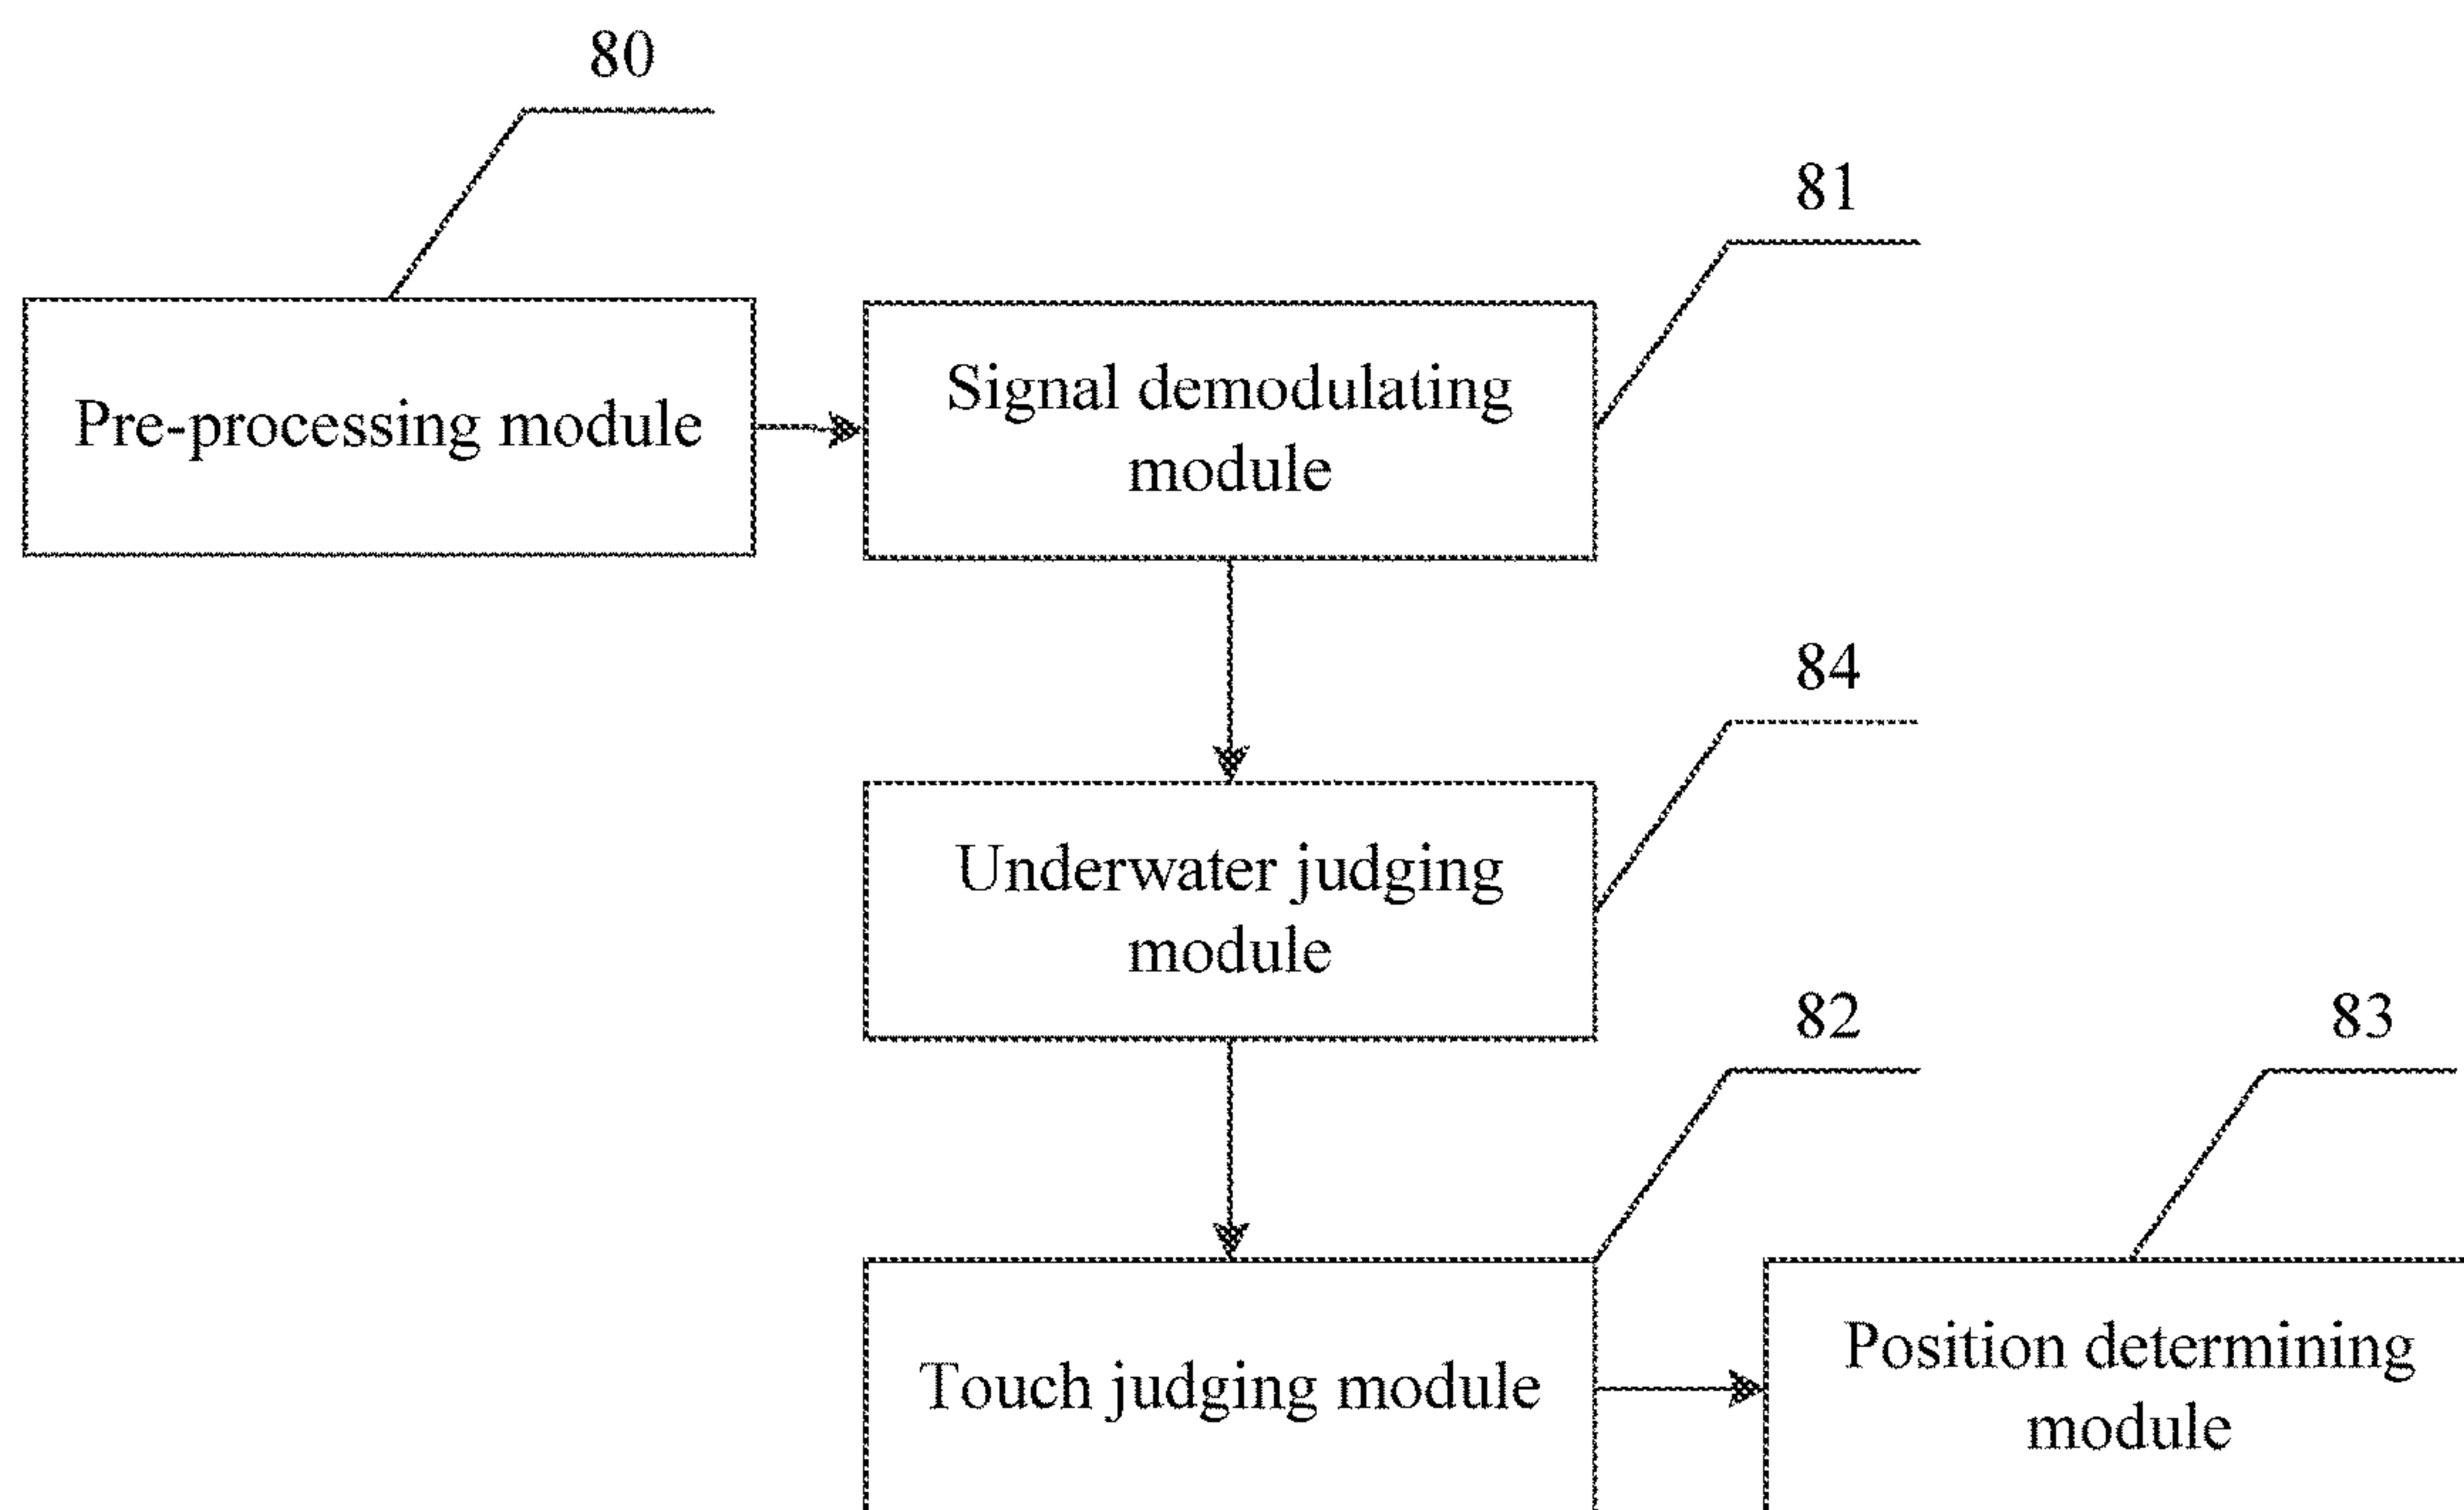 80
81
Pre-processing module
Signal demodulating
module
84
Underwater judging
module
82
83
Touch judging module
Position determining
module